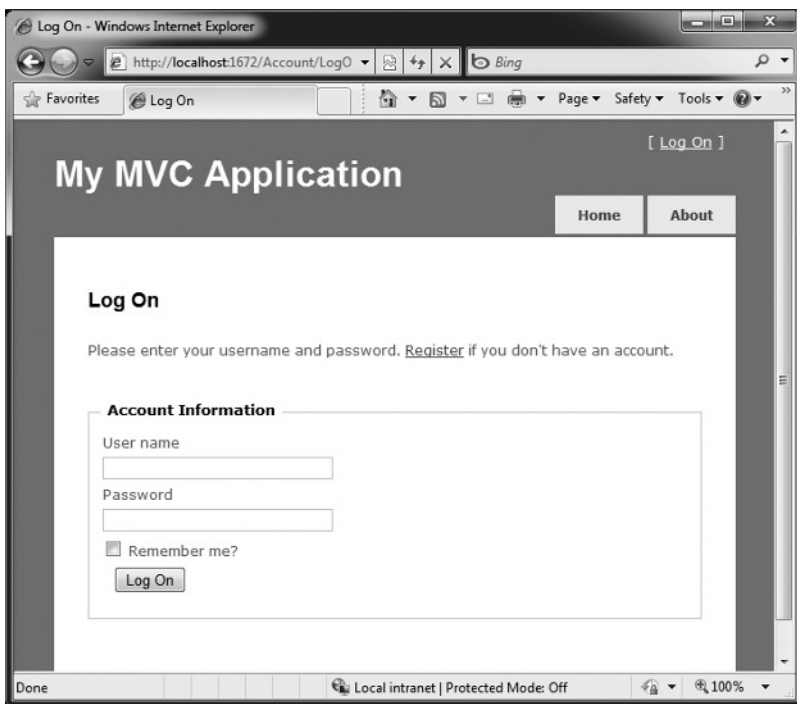 Log On - Windows Internet Explorer
http://localhost:1672/Account/LogO
Bing
Favorites
Log On
Page
Safety
Tools
[ Log On ]
My MVC Application
Home
About
Log On
Please enter your username and password. Register if you don't have an account.
Account Information
User name
Password
Remember me?
Log On
Done
Local intranet | Protected Mode: Off
100%